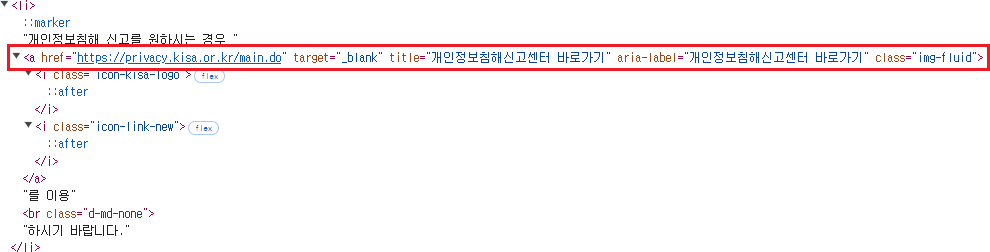 <li>
::marker
"개인정보침해 신고를 원하시는 경우 "
<a href="https://privacy.kisa.or.kr/main.do" target="_blank" title="개인정보침해신고센터 바로가기" aria-label="개인정보침해신고센터 바로가기" class="img-fluid">
<i class="icon-kisa-logo"> flex
::after
</i>
<i class="icon-link-new"> flex
::after
</i>
</a>
"를 이용"
<br class="d-md-none">
"하시기 바랍니다."
</li>